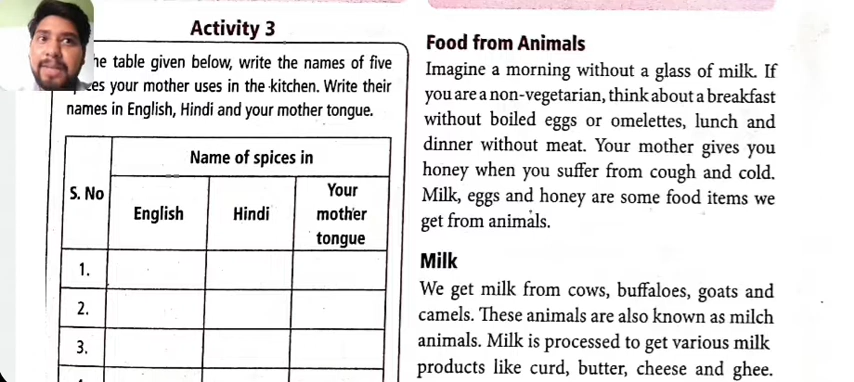 Activity 3
he table given below, write the names of five
es your mother uses in the kitchen. Write their
names in English, Hindi and your mother tongue.
Name of spices in
S. No
English
Hindi
Your
mother
tongue
1.
2.
3.
Food from Animals
Imagine a morning without a glass of milk. If
you are a non-vegetarian, think about a breakfast
without boiled eggs or omelettes, lunch and
dinner without meat. Your mother gives you
honey when you suffer from cough and cold.
Milk, eggs and honey are some food items we
get from animals.
Milk
We get milk from cows, buffaloes, goats and
camels. These animals are also known as milch
animals. Milk is processed to get various milk
products like curd, butter, cheese and ghee.